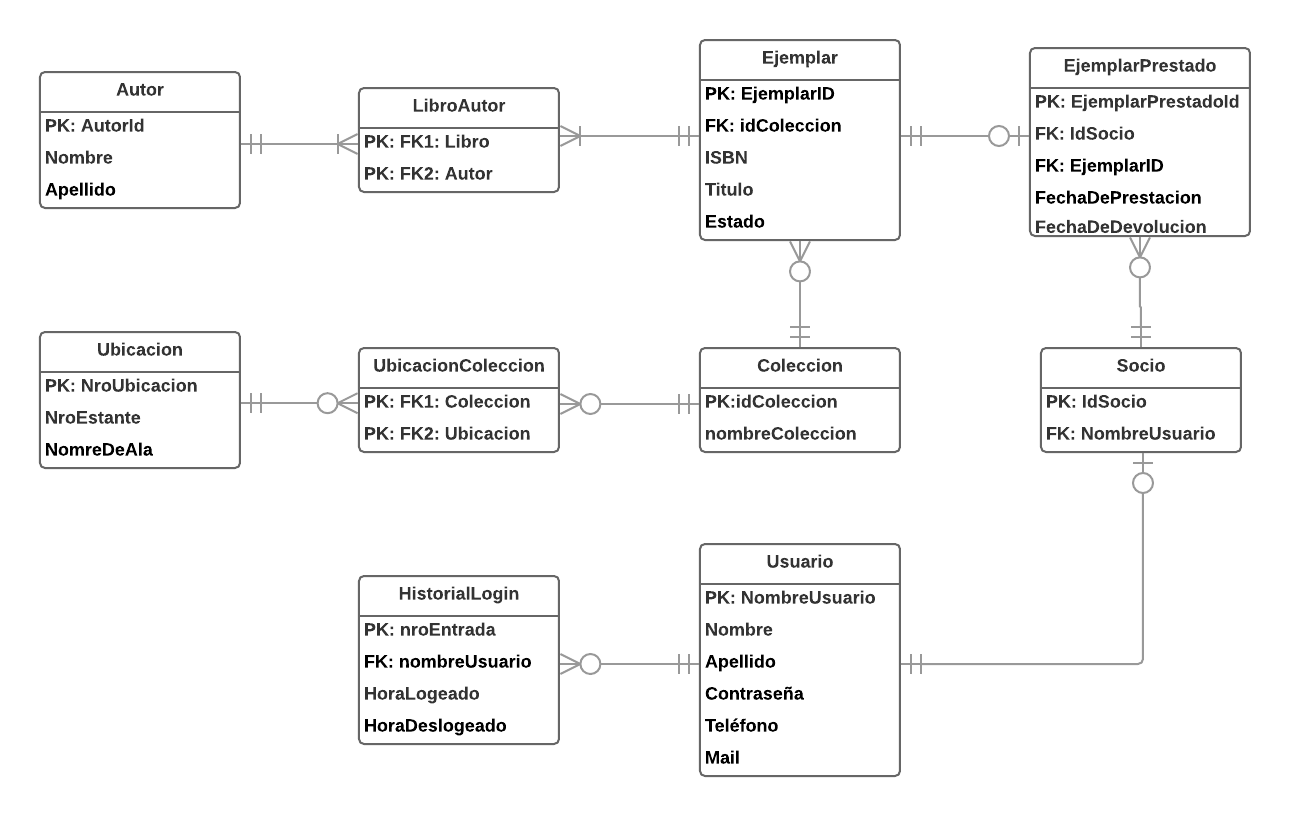 Autor
PK: AutorId
Nombre
Apellido
LibroAutor
PK: FK1: Libro
PK: FK2: Autor
Ejemplar
PK: EjemplarID
FK: idColeccion
ISBN
Titulo
Estado
EjemplarPrestado
PK: EjemplarPrestadoId
FK: IdSocio
FK: EjemplarID
FechaDePrestacion
FechaDeDevolucion
Ubicacion
PK: NroUbicacion
NroEstante
NomreDeAla
UbicacionColeccion
PK: FK1: Coleccion
PK: FK2: Ubicacion
Coleccion
PK:idColeccion
nombreColeccion
Socio
PK: IdSocio
FK: NombreUsuario
HistorialLogin
PK: nroEntrada
FK: nombreUsuario
HoraLogeado
HoraDeslogeado
Usuario
PK: NombreUsuario
Nombre
Apellido
Contraseña
Teléfono
Mail